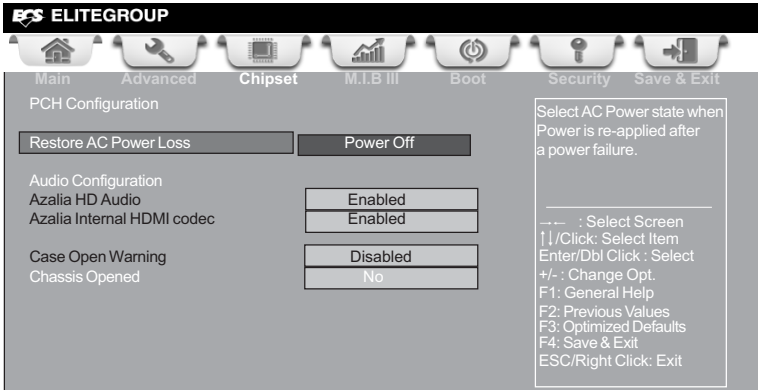 ECS ELITEGROUP
Main Advanced Chipset M.I.B III Boot Security Save & Exit
PCH Configuration
Restore AC Power Loss Power Off
Audio Configuration
Azalia HD Audio Enabled
Azalia Internal HDMI codec Enabled
Case Open Warning Disabled
Chassis Opened No
Select AC Power state when
Power is re-applied after
a power failure.
→← : Select Screen
↑↓/Click: Select Item
Enter/Dbl Click : Select
+/- : Change Opt.
F1: General Help
F2: Previous Values
F3: Optimized Defaults
F4: Save & Exit
ESC/Right Click: Exit